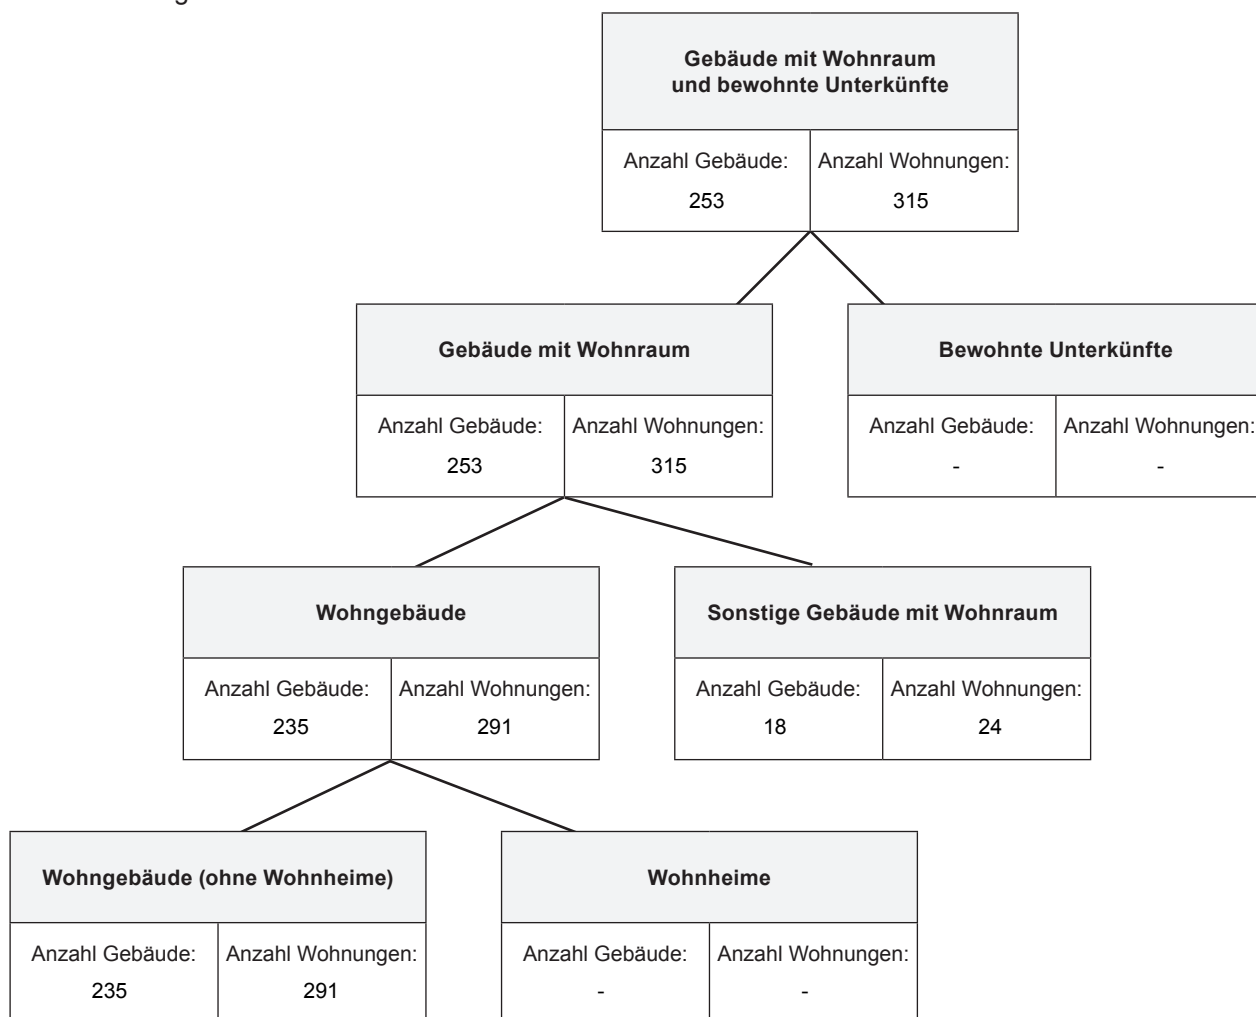 Gebäude mit Wohnraum
und bewohnte Unterkünfte
Anzahl Gebäude: Anzahl Wohnungen:
253 315
Gebäude mit Wohnraum
Anzahl Gebäude: Anzahl Wohnungen:
253 315
Bewohnte Unterkünfte
Anzahl Gebäude: Anzahl Wohnungen:
- -
Wohngebäude
Anzahl Gebäude: Anzahl Wohnungen:
235 291
Sonstige Gebäude mit Wohnraum
Anzahl Gebäude: Anzahl Wohnungen:
18 24
Wohngebäude (ohne Wohnheime)
Anzahl Gebäude: Anzahl Wohnungen:
235 291
Wohnheime
Anzahl Gebäude: Anzahl Wohnungen:
- -